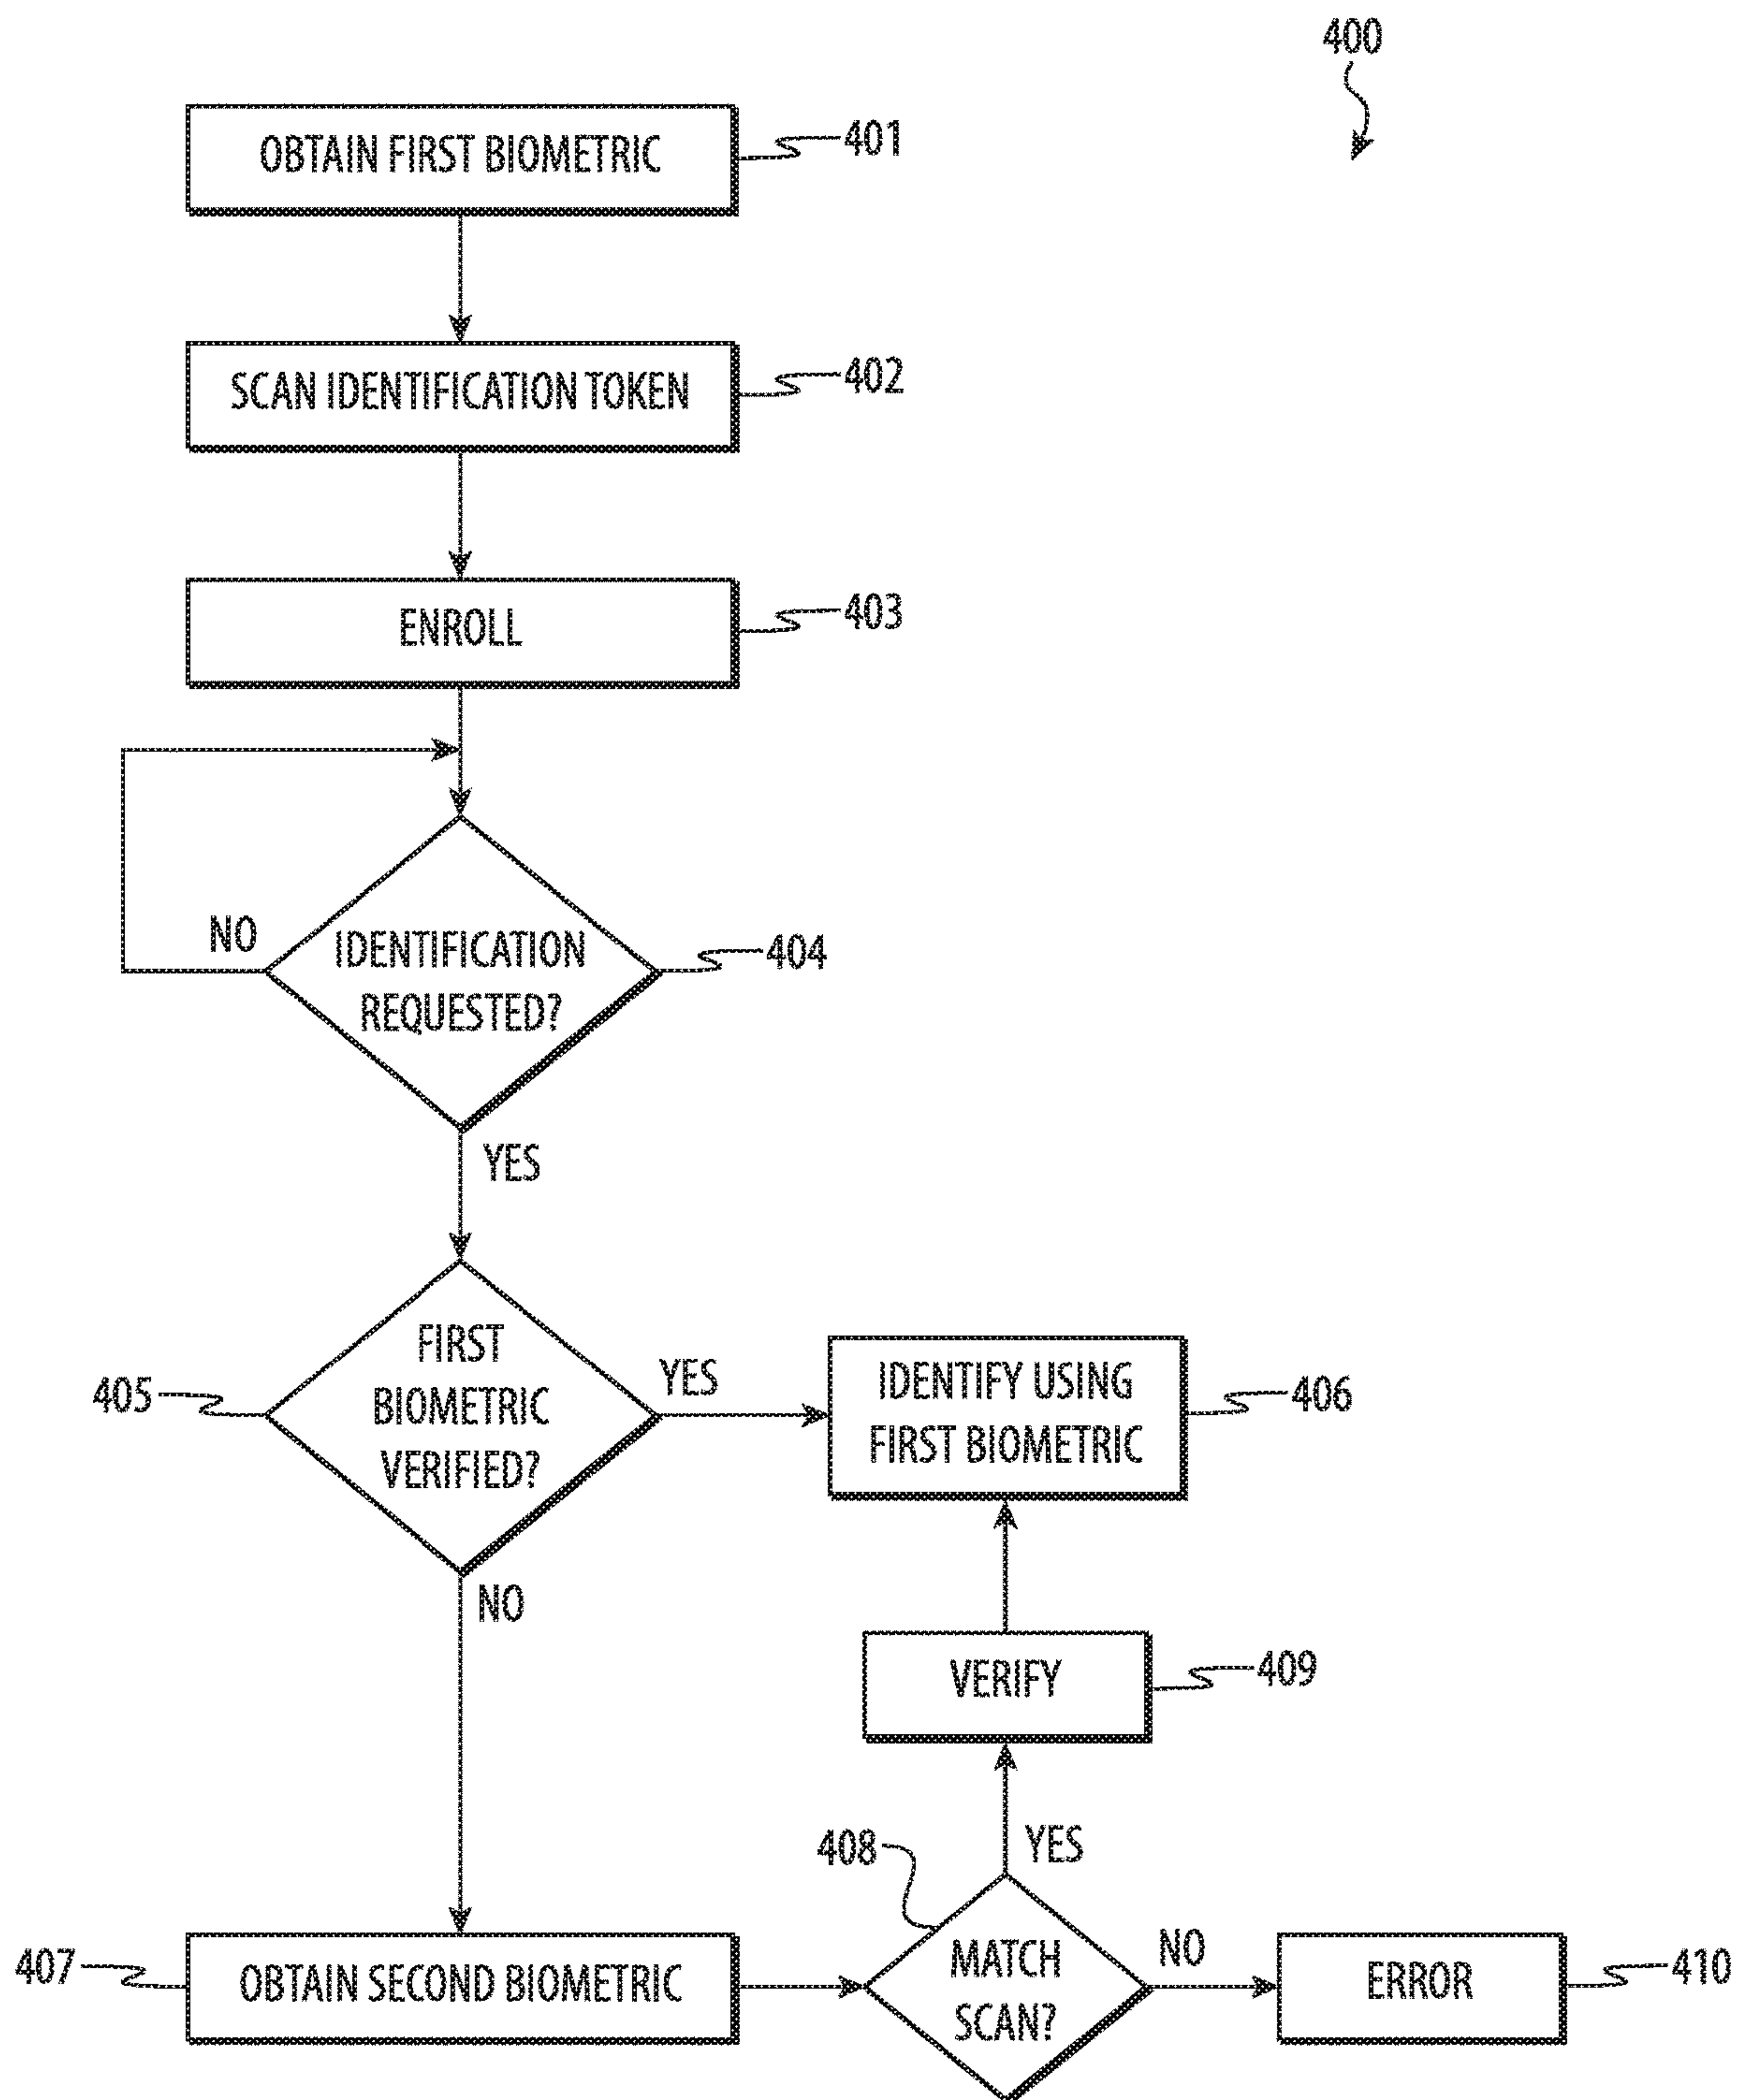 400
OBTAIN FIRST BIOMETRIC
401
SCAN IDENTIFICATION TOKEN
402
ENROLL
403
NO
IDENTIFICATION
REQUESTED?
404
YES
405
FIRST
BIOMETRIC
VERIFIED?
YES
IDENTIFY USING
FIRST BIOMETRIC
406
NO
VERIFY
409
408
YES
407
OBTAIN SECOND BIOMETRIC
MATCH
SCAN?
NO
ERROR
410